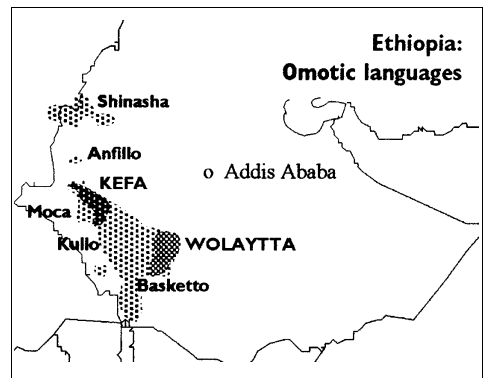 Ethiopia:
Omotic languages
Shinasha
Anfillo
o Addis Ababa
KEFA
Moca
Kullo
WOLAYTTA
Basketto